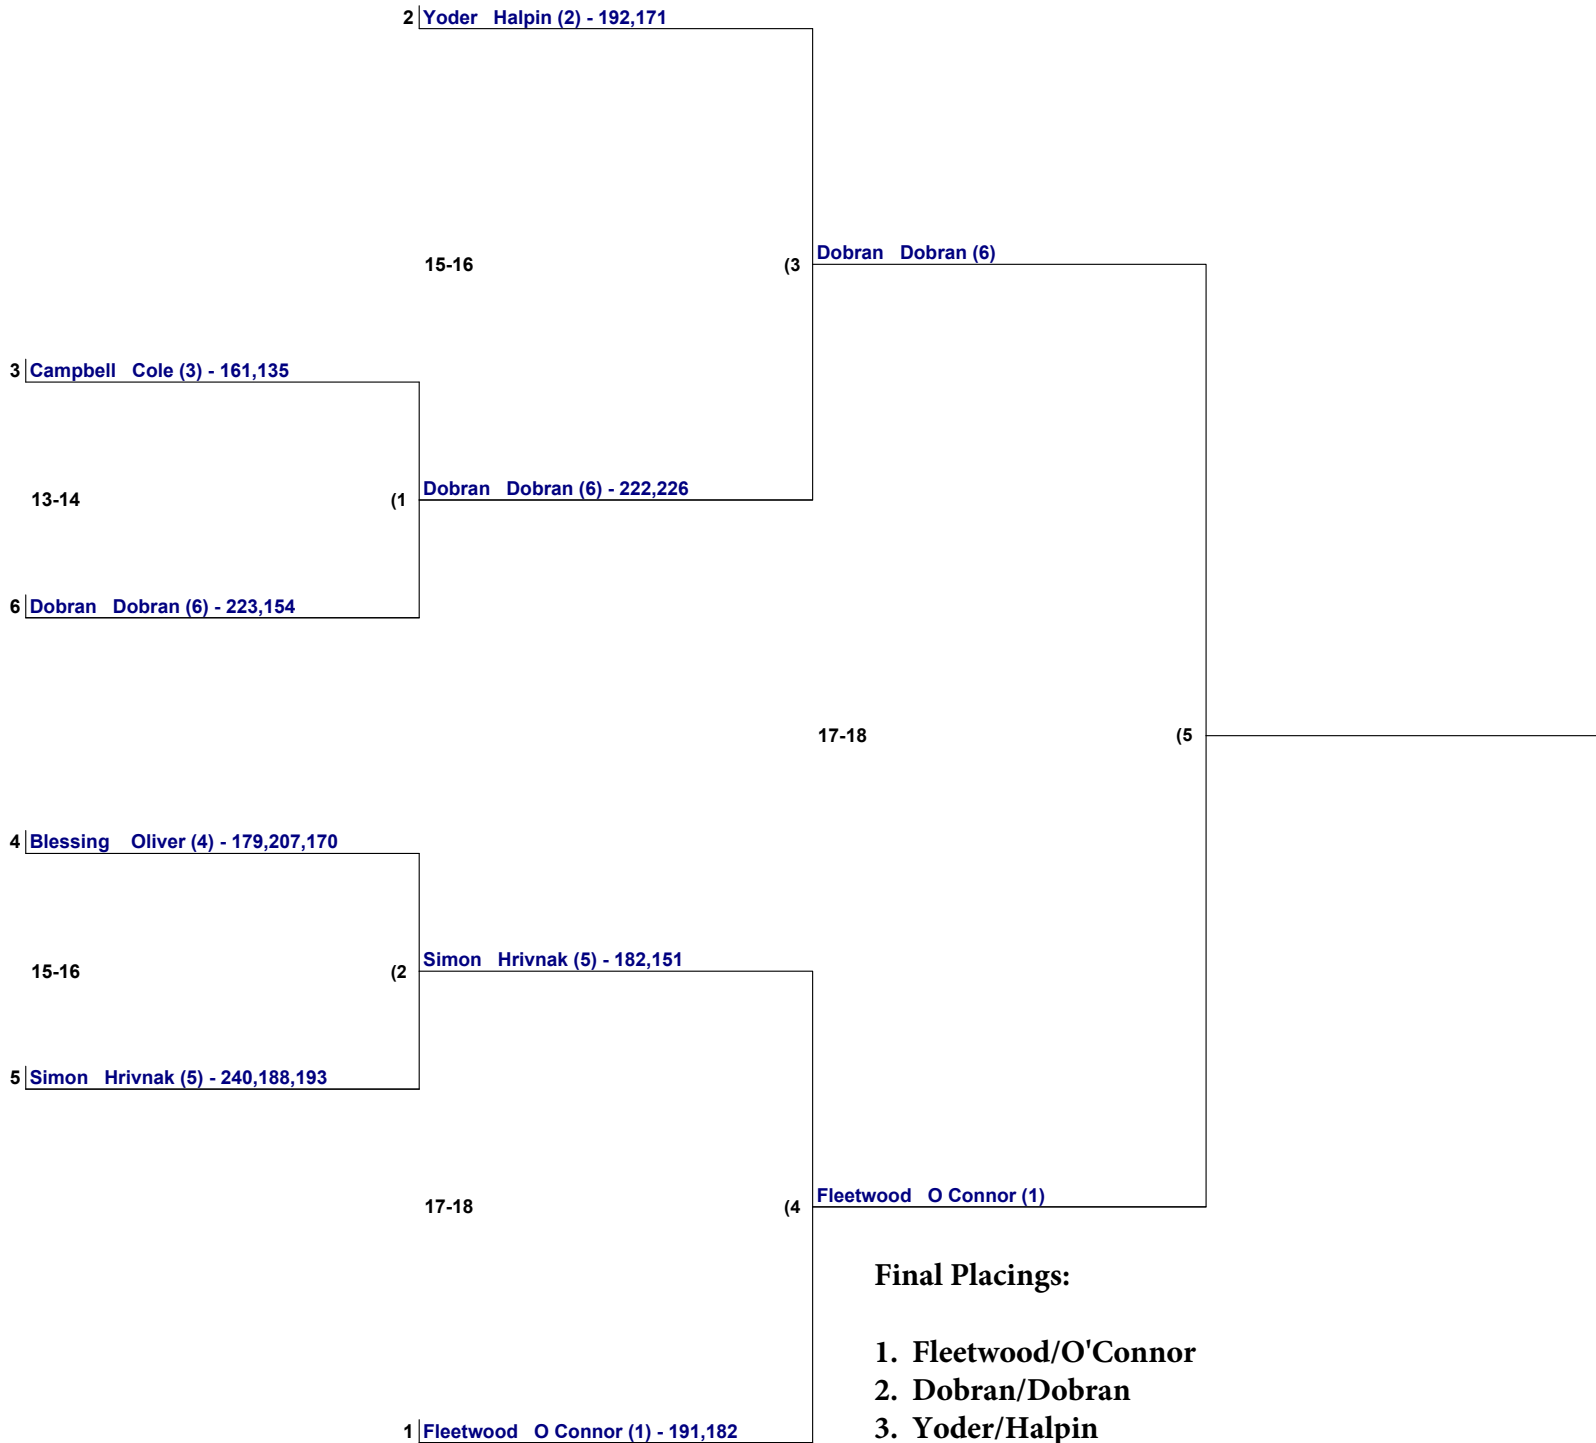 2 Yoder Halpin (2) - 192,171
15-16 (3 Dobran Dobran (6)
3 Campbell Cole (3) - 161,135
13-14 (1 Dobran Dobran (6) - 222,226
6 Dobran Dobran (6) - 223,154
17-18 (5
4 Blessing Oliver (4) - 179,207,170
15-16 (2 Simon Hrivnak (5) - 182,151
5 Simon Hrivnak (5) - 240,188,193
17-18 (4 Fleetwood O Connor (1)
Final Placings:
1. Fleetwood/O'Connor
2. Dobran/Dobran
1 Fleetwood O Connor (1) - 191,182
3. Yoder/Halpin